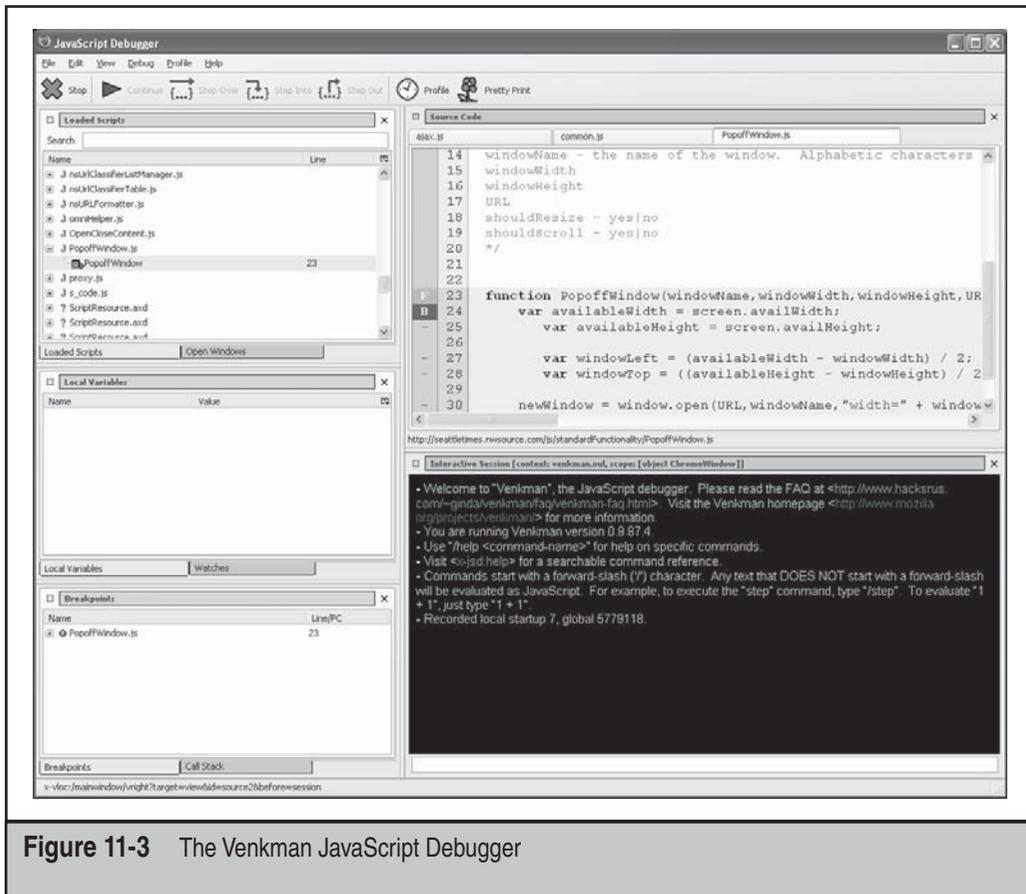 JavaScript Debugger
File Edit View Debug Profile Help
Stop Continue Step Over Step Into Step Out Profile Pretty Print
Loaded Scripts
Search
Name Line
J nsUrlClassifierListManager.js
J nsUrlClassifierTable.js
J nsURLFormatter.js
J omniHelper.js
J OpenCloseContent.js
J PopoffWindow.js
PopoffWindow 23
J proxy.js
J s_code.js
? ScriptResource.axd
? ScriptResource.axd
? ScriptResource.axd
Loaded Scripts Open Windows
Local Variables
Name Value
Local Variables Watches
Breakpoints
Name Line/PC
PopoffWindow.js 23
Breakpoints Call Stack
x-vloc:/mainwindow/vright?target=view&id=source2&before=session
Source Code
ajax.js common.js PopoffWindow.js
14 windowName - the name of the window. Alphabetic characters
15 windowWidth
16 windowHeight
17 URL
18 shouldResize - yes|no
19 shouldScroll - yes|no
20 */
21
22
F 23 function PopoffWindow(windowName,windowWidth,windowHeight,UR
B 24 var availableWidth = screen.availWidth;
- 25 var availableHeight = screen.availHeight;
26
- 27 var windowLeft = (availableWidth - windowWidth) / 2;
- 28 var windowTop = ((availableHeight - windowHeight) / 2
29
- 30 newWindow = window.open(URL,windowName,"width=" + window
http://seattletimes.nwsource.com/js/standardFunctionality/PopoffWindow.js
Interactive Session [context: venkman.xul, scope: [object ChromeWindow]]
• Welcome to "Venkman", the JavaScript debugger. Please read the FAQ at <http://www.hacksrus.
com/~ginda/venkman/faq/venkman-faq.html>. Visit the Venkman homepage <http://www.mozilla
.org/projects/venkman/> for more information.
• You are running Venkman version 0.9.87.4.
• Use "/help <command-name>" for help on specific commands.
• Visit <x-jsd:help> for a searchable command reference.
• Commands start with a forward-slash ('/') character. Any text that DOES NOT start with a forward-slash
will be evaluated as JavaScript. For example, to execute the "step" command, type "/step". To evaluate "1
+ 1", just type "1 + 1".
• Recorded local startup 7, global 5779118.
Figure 11-3 The Venkman JavaScript Debugger